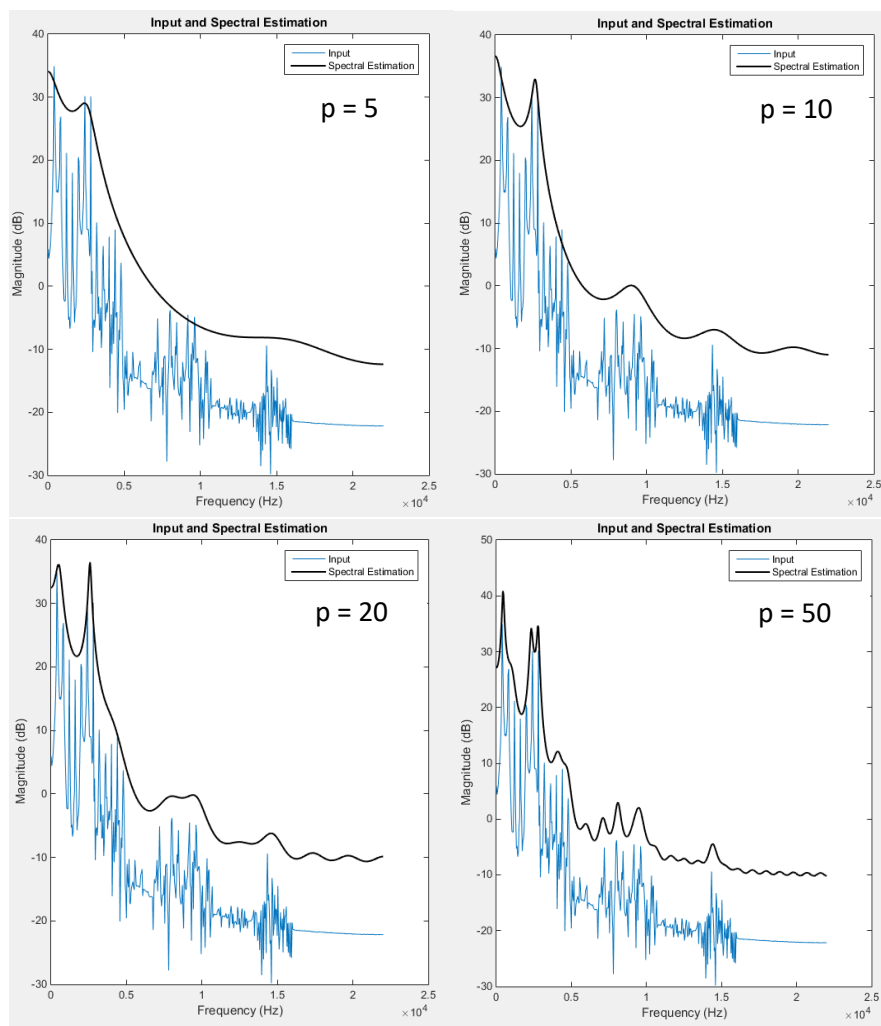 Input and Spectral Estimation
Input
Spectral Estimation
p = 5
Magnitude (dB)
40
30
20
10
0
-10
-20
-30
0
0.5
1
1.5
2
2.5
Frequency (Hz)
× 10^4
Input and Spectral Estimation
Input
Spectral Estimation
p = 10
Magnitude (dB)
40
30
20
10
0
-10
-20
-30
0
0.5
1
1.5
2
2.5
Frequency (Hz)
× 10^4
Input and Spectral Estimation
Input
Spectral Estimation
p = 20
Magnitude (dB)
40
30
20
10
0
-10
-20
-30
0
0.5
1
1.5
2
2.5
Frequency (Hz)
× 10^4
Input and Spectral Estimation
Input
Spectral Estimation
p = 50
Magnitude (dB)
50
40
30
20
10
0
-10
-20
-30
0
0.5
1
1.5
2
2.5
Frequency (Hz)
× 10^4